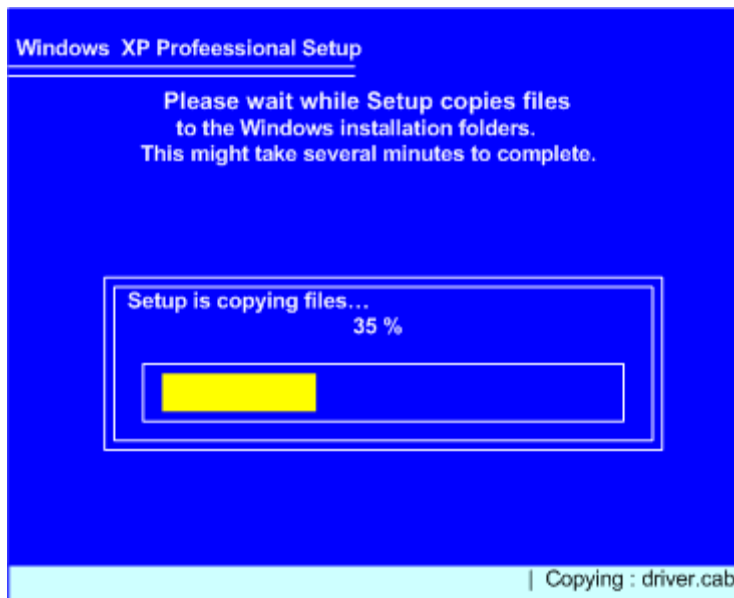 Windows  XP Profeessional Setup
Please wait while Setup copies files
to the Windows installation folders.
This might take several minutes to complete.
Setup is copying files...
35 %
| Copying : driver.cab